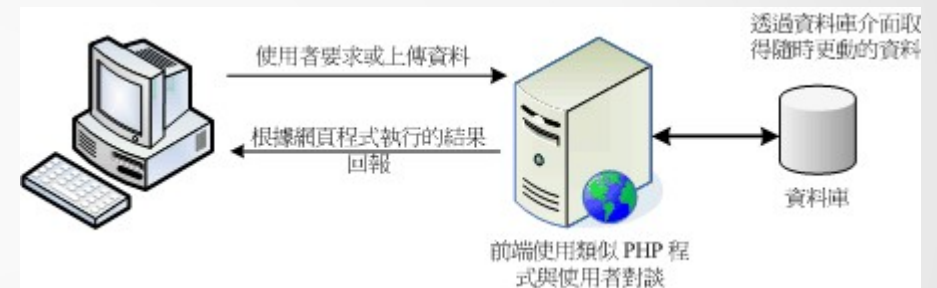 透過資料庫介面取
得隨時更動的資料
使用者要求或上傳資料
根據網頁程式執行的結果
回報
資料庫
前端使用類似 PHP 程
式與使用者對談